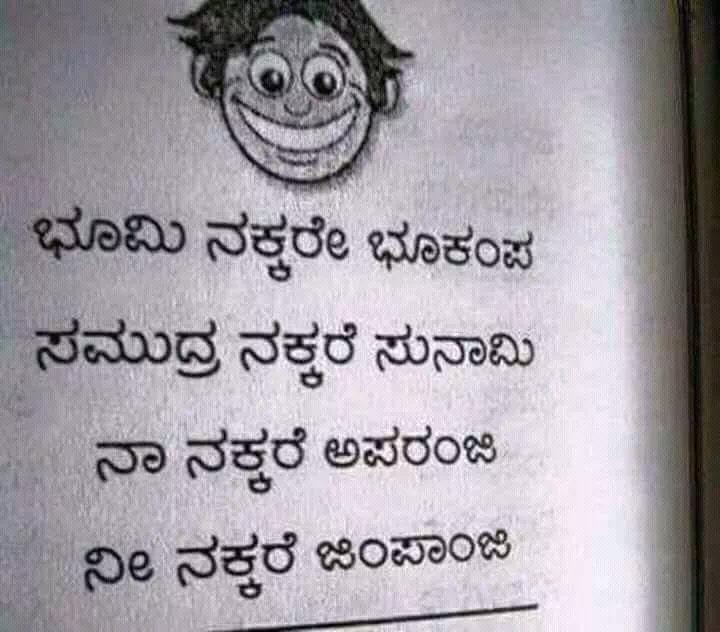 ಭೂಮಿ ನಕ್ಕರೇ ಭೂಕಂಪ
ಸಮುದ್ರ ನಕ್ಕರೆ ಸುನಾಮಿ
ನಾ ನಕ್ಕರೆ ಅಪರಂಜಿ
ನೀ ನಕ್ಕರೆ ಜಿಂಪಾಂಜಿ